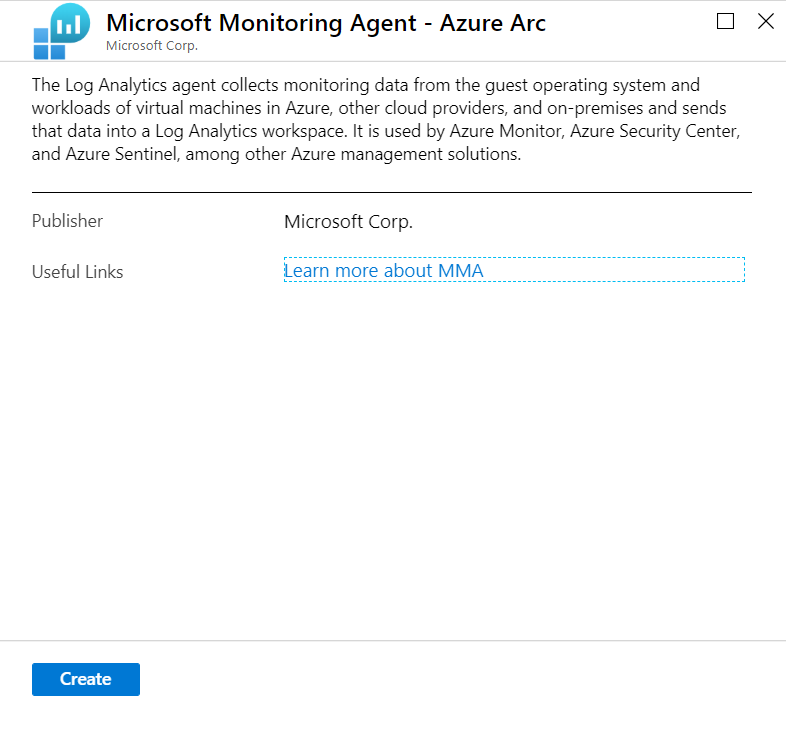 Microsoft Monitoring Agent - Azure Arc
Microsoft Corp.
The Log Analytics agent collects monitoring data from the guest operating system and
workloads of virtual machines in Azure, other cloud providers, and on-premises and sends
that data into a Log Analytics workspace. It is used by Azure Monitor, Azure Security Center,
and Azure Sentinel, among other Azure management solutions.
Publisher Microsoft Corp.
Useful Links Learn more about MMA
Create